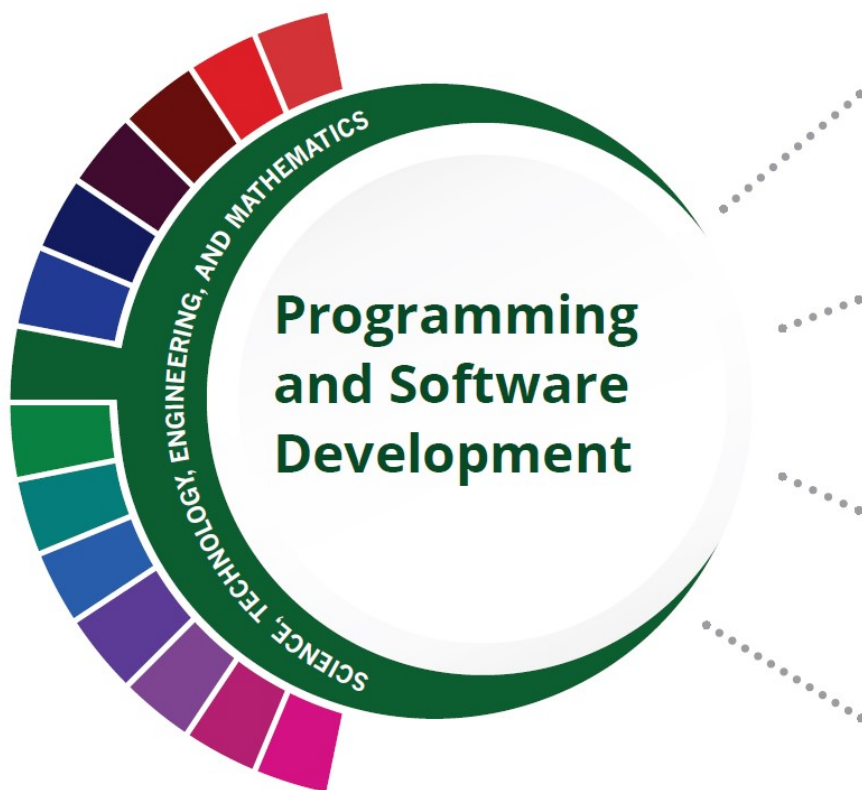 SCIENCE, TECHNOLOGY, ENGINEERING, AND MATHEMATICS
Programming
and Software
Development